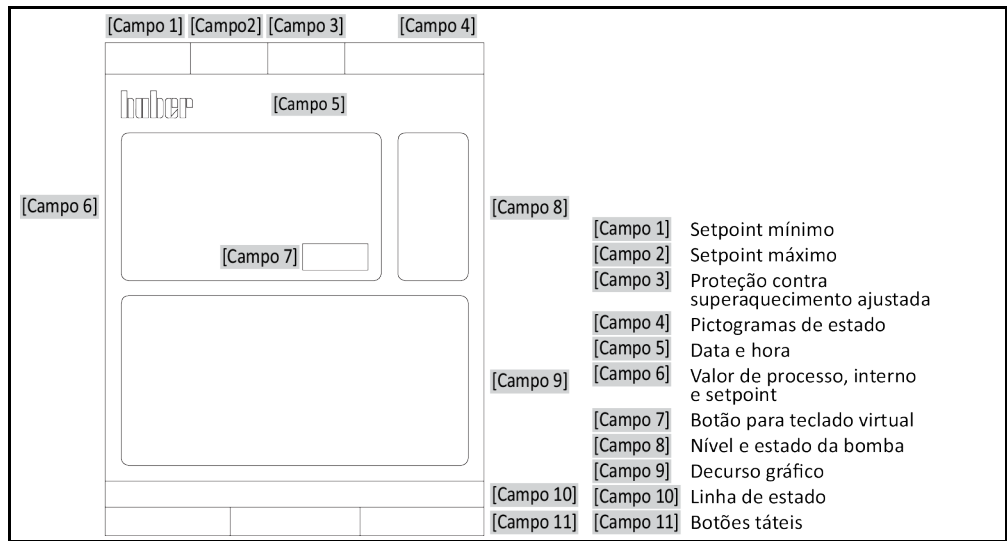 [Campo 1] [Campo2] [Campo 3] [Campo 4]
huber
[Campo 5]
[Campo 6]
[Campo 7]
[Campo 8]
[Campo 9]
[Campo 10]
[Campo 11]
[Campo 1] Setpoint mínimo
[Campo 2] Setpoint máximo
[Campo 3] Proteção contra
superaquecimento ajustada
[Campo 4] Pictogramas de estado
[Campo 5] Data e hora
[Campo 6] Valor de processo, interno
e setpoint
[Campo 7] Botão para teclado virtual
[Campo 8] Nível e estado da bomba
[Campo 9] Decurso gráfico
[Campo 10] Linha de estado
[Campo 11] Botões táteis